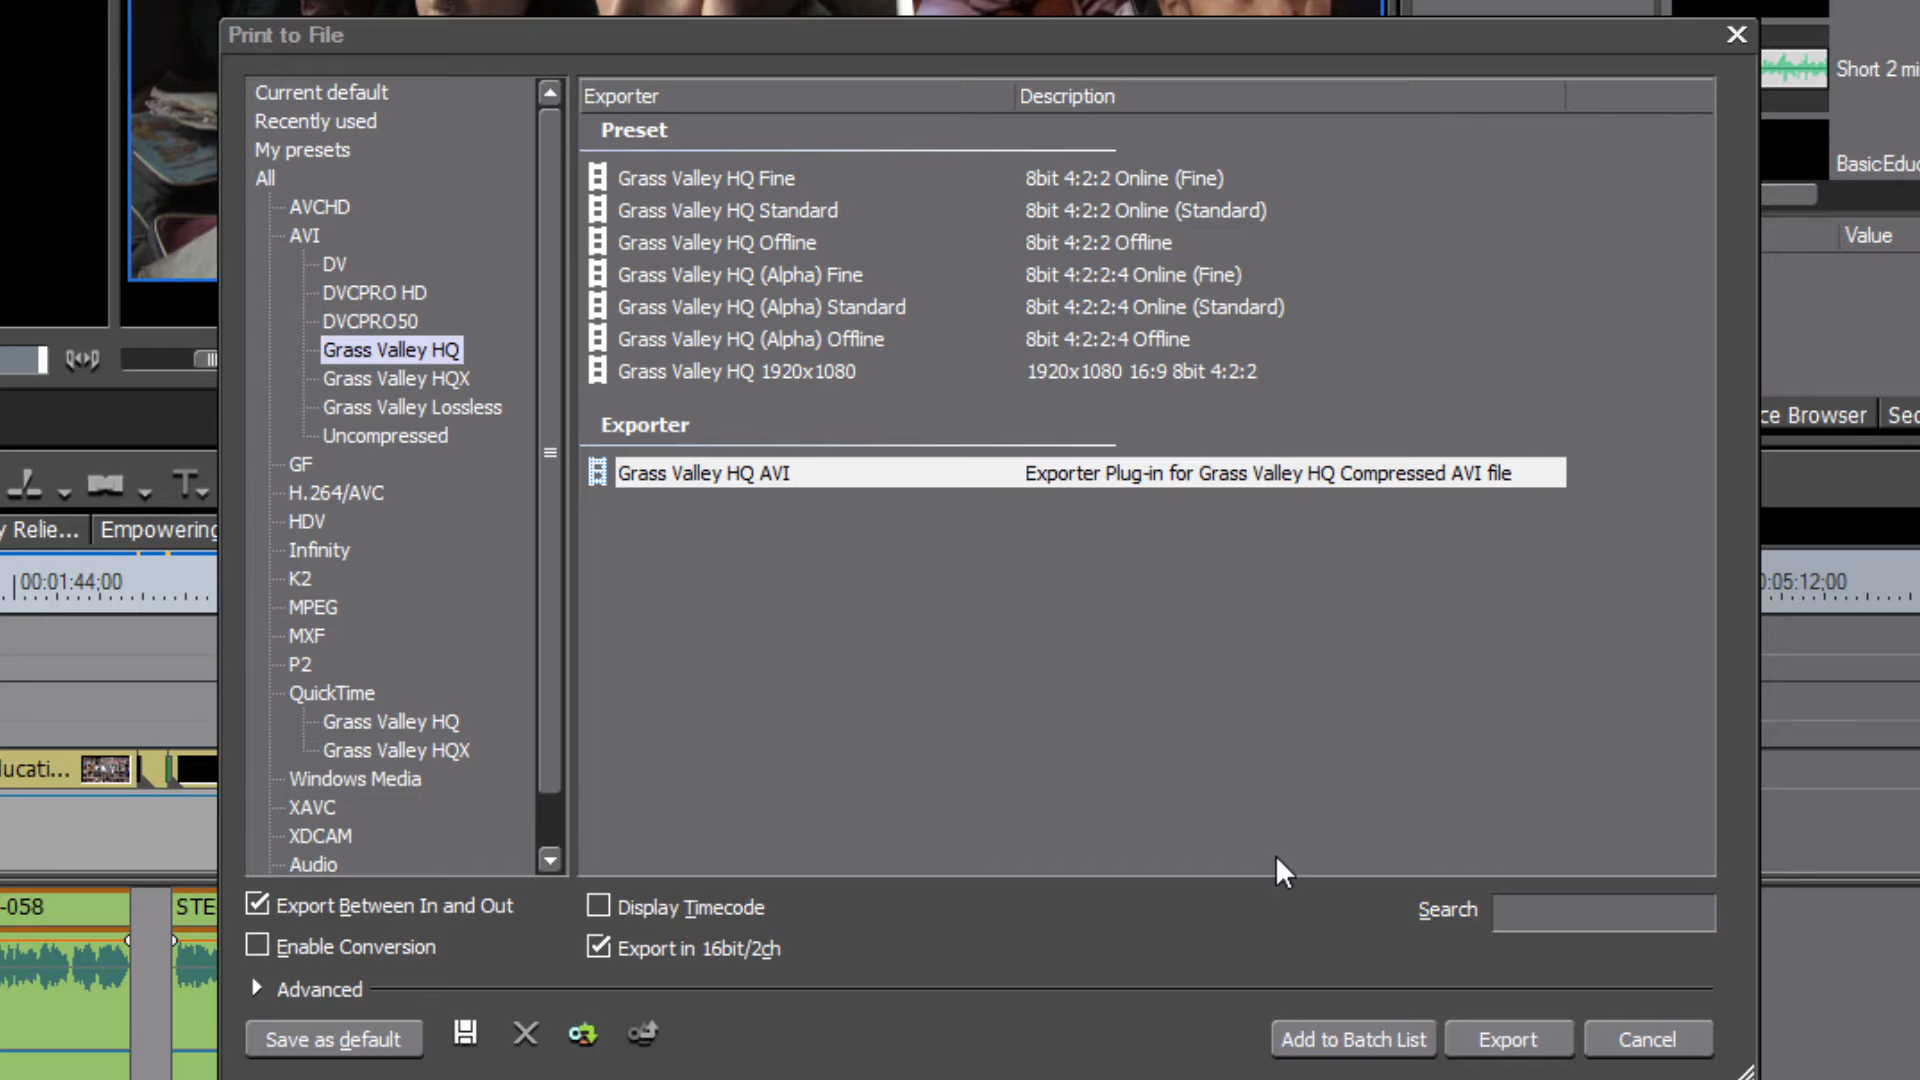 Print to File
Current default
Recently used
My presets
All
AVCHD
AVI
DV
DVCPRO HD
DVCPRO50
Grass Valley HQ
Grass Valley HQX
Grass Valley Lossless
Uncompressed
GF
H.264/AVC
HDV
Infinity
K2
MPEG
MXF
P2
QuickTime
Grass Valley HQ
Grass Valley HQX
Windows Media
XAVC
XDCAM
Audio
Exporter Description
Preset
Grass Valley HQ Fine 8bit 4:2:2 Online (Fine)
Grass Valley HQ Standard 8bit 4:2:2 Online (Standard)
Grass Valley HQ Offline 8bit 4:2:2 Offline
Grass Valley HQ (Alpha) Fine 8bit 4:2:2:4 Online (Fine)
Grass Valley HQ (Alpha) Standard 8bit 4:2:2:4 Online (Standard)
Grass Valley HQ (Alpha) Offline 8bit 4:2:2:4 Offline
Grass Valley HQ 1920x1080 1920x1080 16:9 8bit 4:2:2
Exporter
Grass Valley HQ AVI Exporter Plug-in for Grass Valley HQ Compressed AVI file
Export Between In and Out
Display Timecode
Search
Enable Conversion
Export in 16bit/2ch
Advanced
Save as default
Add to Batch List
Export
Cancel
Short 2 mi
BasicEduc
Value
ce Browser
Sec
y Relie...
Empowering
00:01:44;00
0:05:12;00
ducati...
-058
STE